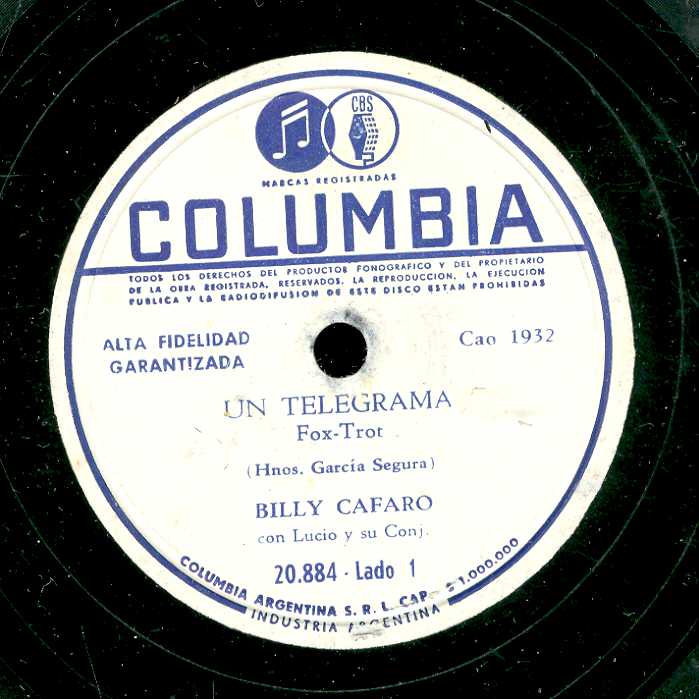 CBS
MARCAS REGISTRADAS
COLUMBIA
TODOS LOS DERECHOS DEL PRODUCTOR FONOGRAFICO Y DEL PROPIETARIO
DE LA OBRA REGISTRADA, RESERVADOS. LA REPRODUCCION, LA EJECUCION
PUBLICA Y LA RADIODIFUSION DE ESTE DISCO ESTAN PROHIBIDAS
ALTA FIDELIDAD
GARANTIZADA
Cao 1932
UN TELEGRAMA
Fox-Trot
(Hnos. García Segura)
BILLY CAFARO
con Lucio y su Conj.
20.884 - Lado 1
COLUMBIA ARGENTINA S. R. L. CAP. $ 1.000.000
INDUSTRIA ARGENTINA